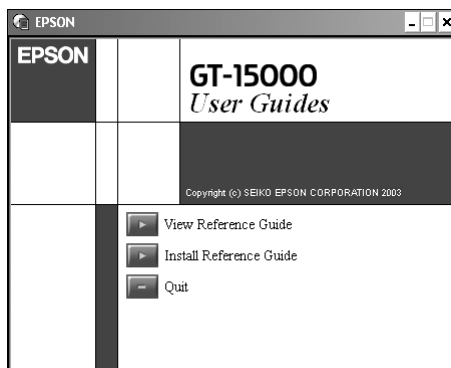 EPSON
EPSON
GT-15000
User Guides
Copyright (c) SEIKO EPSON CORPORATION 2003
View Reference Guide
Install Reference Guide
Quit